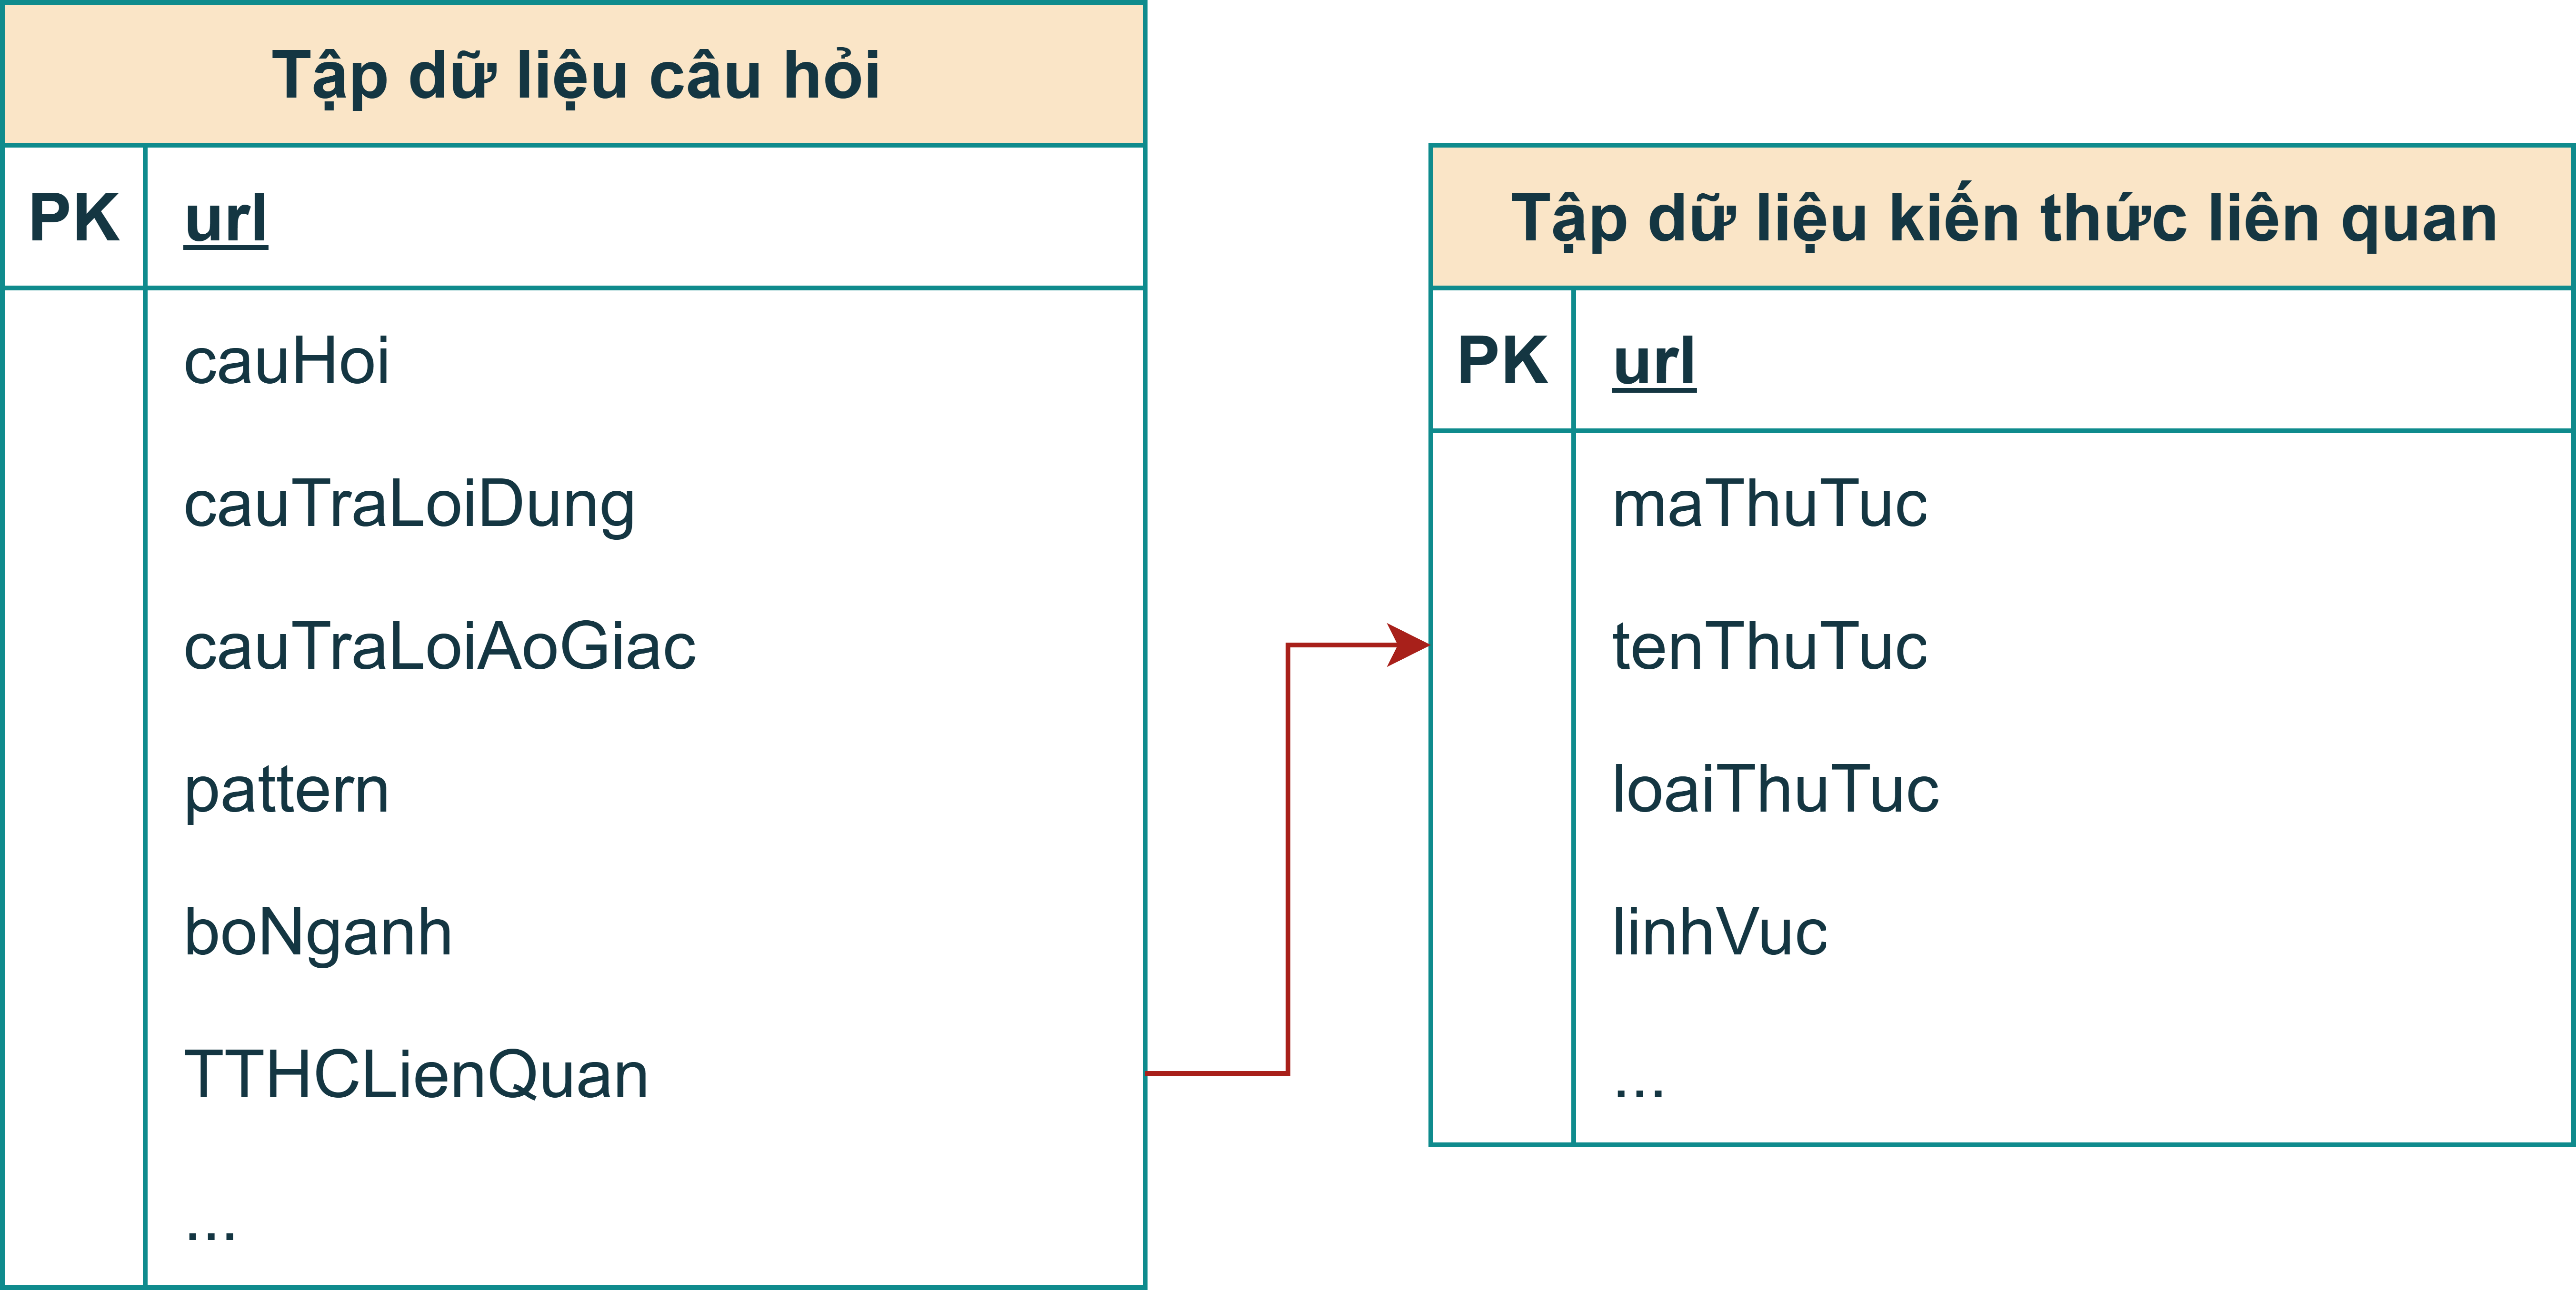 Tập dữ liệu câu hỏi
PK url
cauHoi
cauTraLoiDung
cauTraLoiAoGiac
pattern
boNganh
TTHCLienQuan
...
Tập dữ liệu kiến thức liên quan
PK url
maThuTuc
tenThuTuc
loaiThuTuc
linhVuc
...